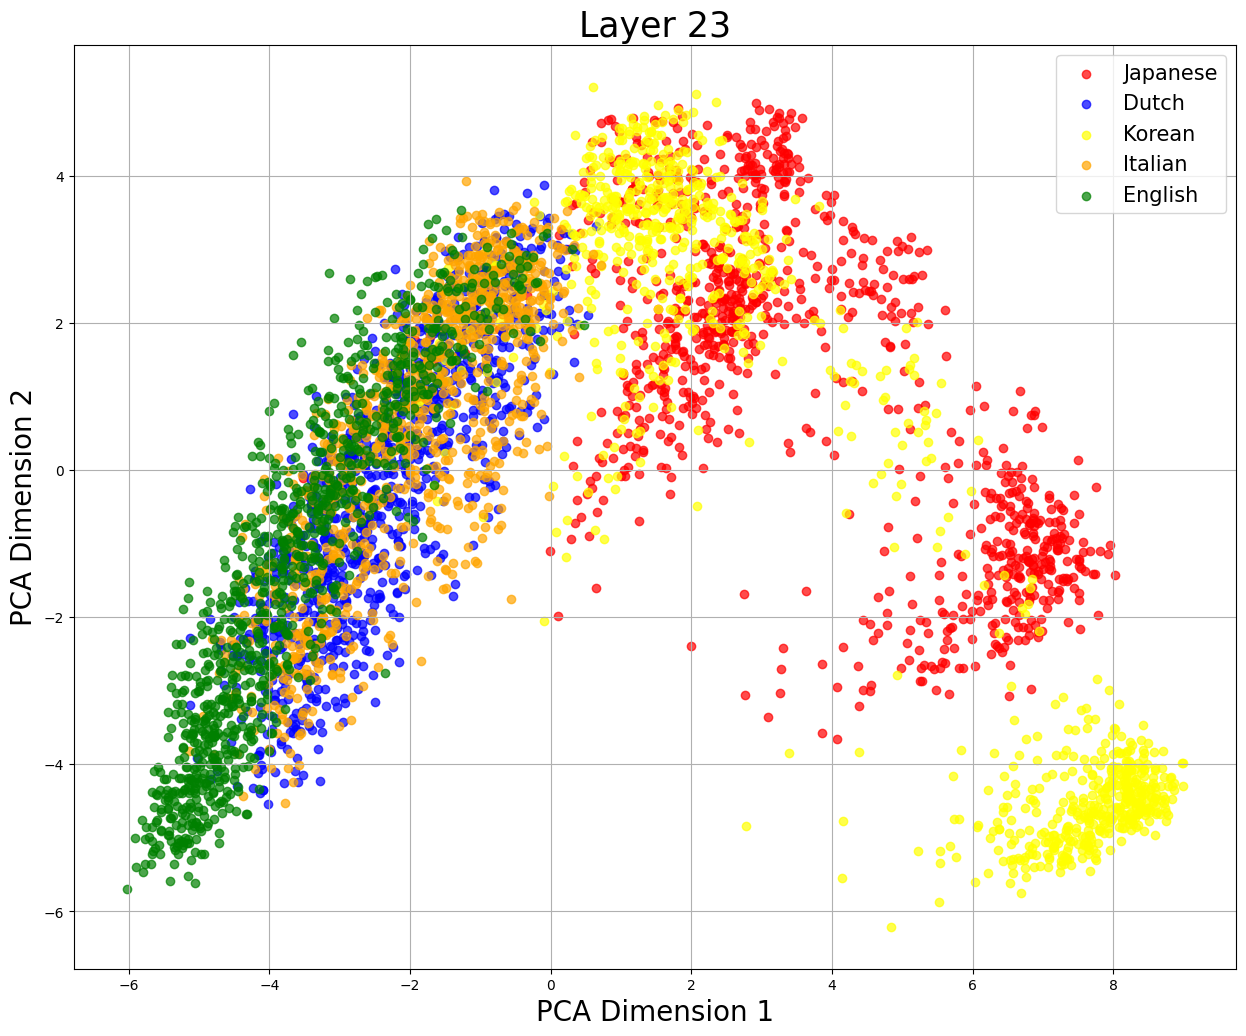 Layer 23
Japanese
Dutch
Korean
Italian
English
PCA Dimension 2
4
2
0
−2
−4
−6
−6 −4 −2 0 2 4 6 8
PCA Dimension 1